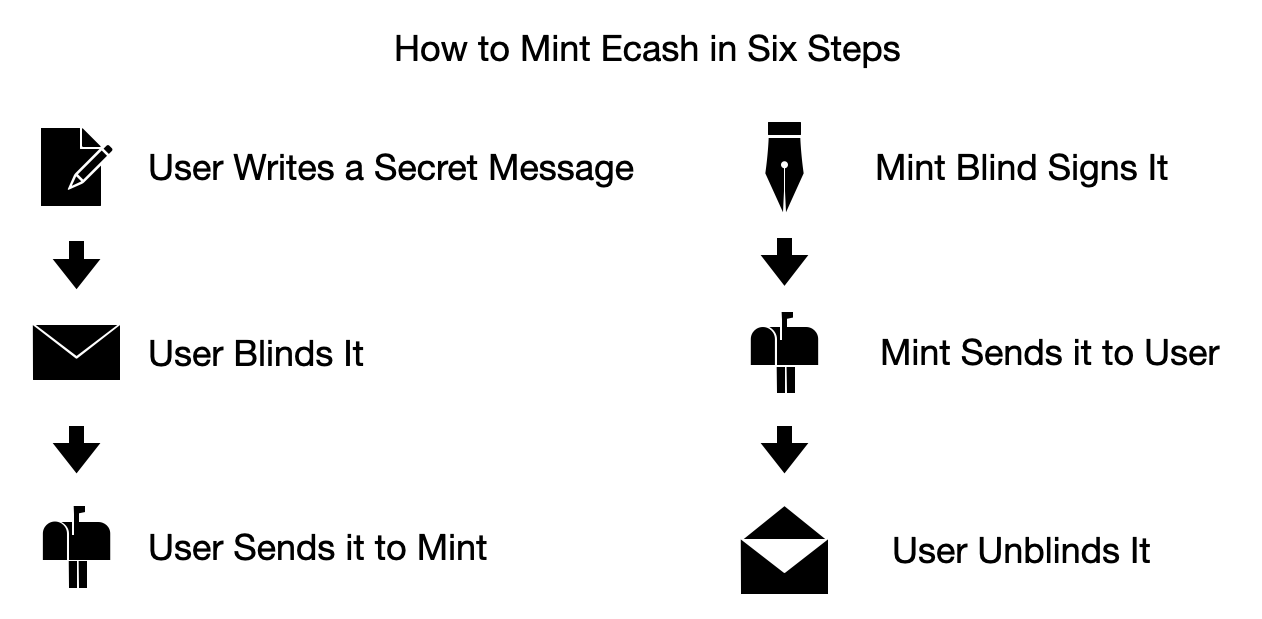 How to Mint Ecash in Six Steps
User Writes a Secret Message
User Blinds It
User Sends it to Mint
Mint Blind Signs It
Mint Sends it to User
User Unblinds It